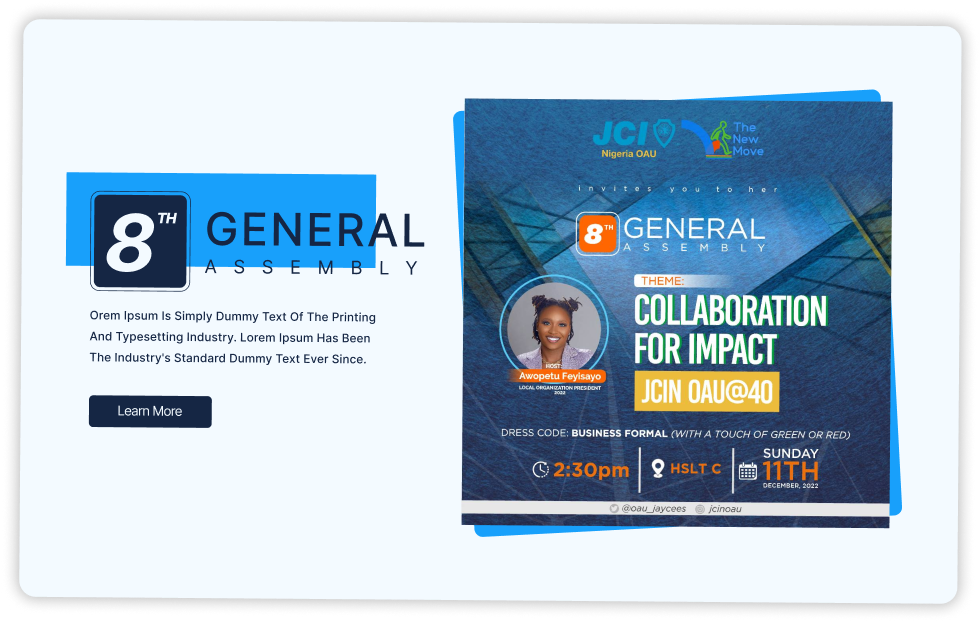 8TH GENERAL
ASSEMBLY
Orem Ipsum Is Simply Dummy Text Of The Printing
And Typesetting Industry. Lorem Ipsum Has Been
The Industry's Standard Dummy Text Ever Since.
Learn More
JCI
Nigeria OAU
The
New
Move
invites you to her
8TH GENERAL
ASSEMBLY
THEME:
COLLABORATION
FOR IMPACT
JCIN OAU@40
HOST:
Awopetu Feyisayo
LOCAL ORGANIZATION PRESIDENT
2022
DRESS CODE: BUSINESS FORMAL (WITH A TOUCH OF GREEN OR RED)
2:30pm
HSLT C
SUNDAY
11TH
DECEMBER, 2022
@oau_jaycees jcinoau